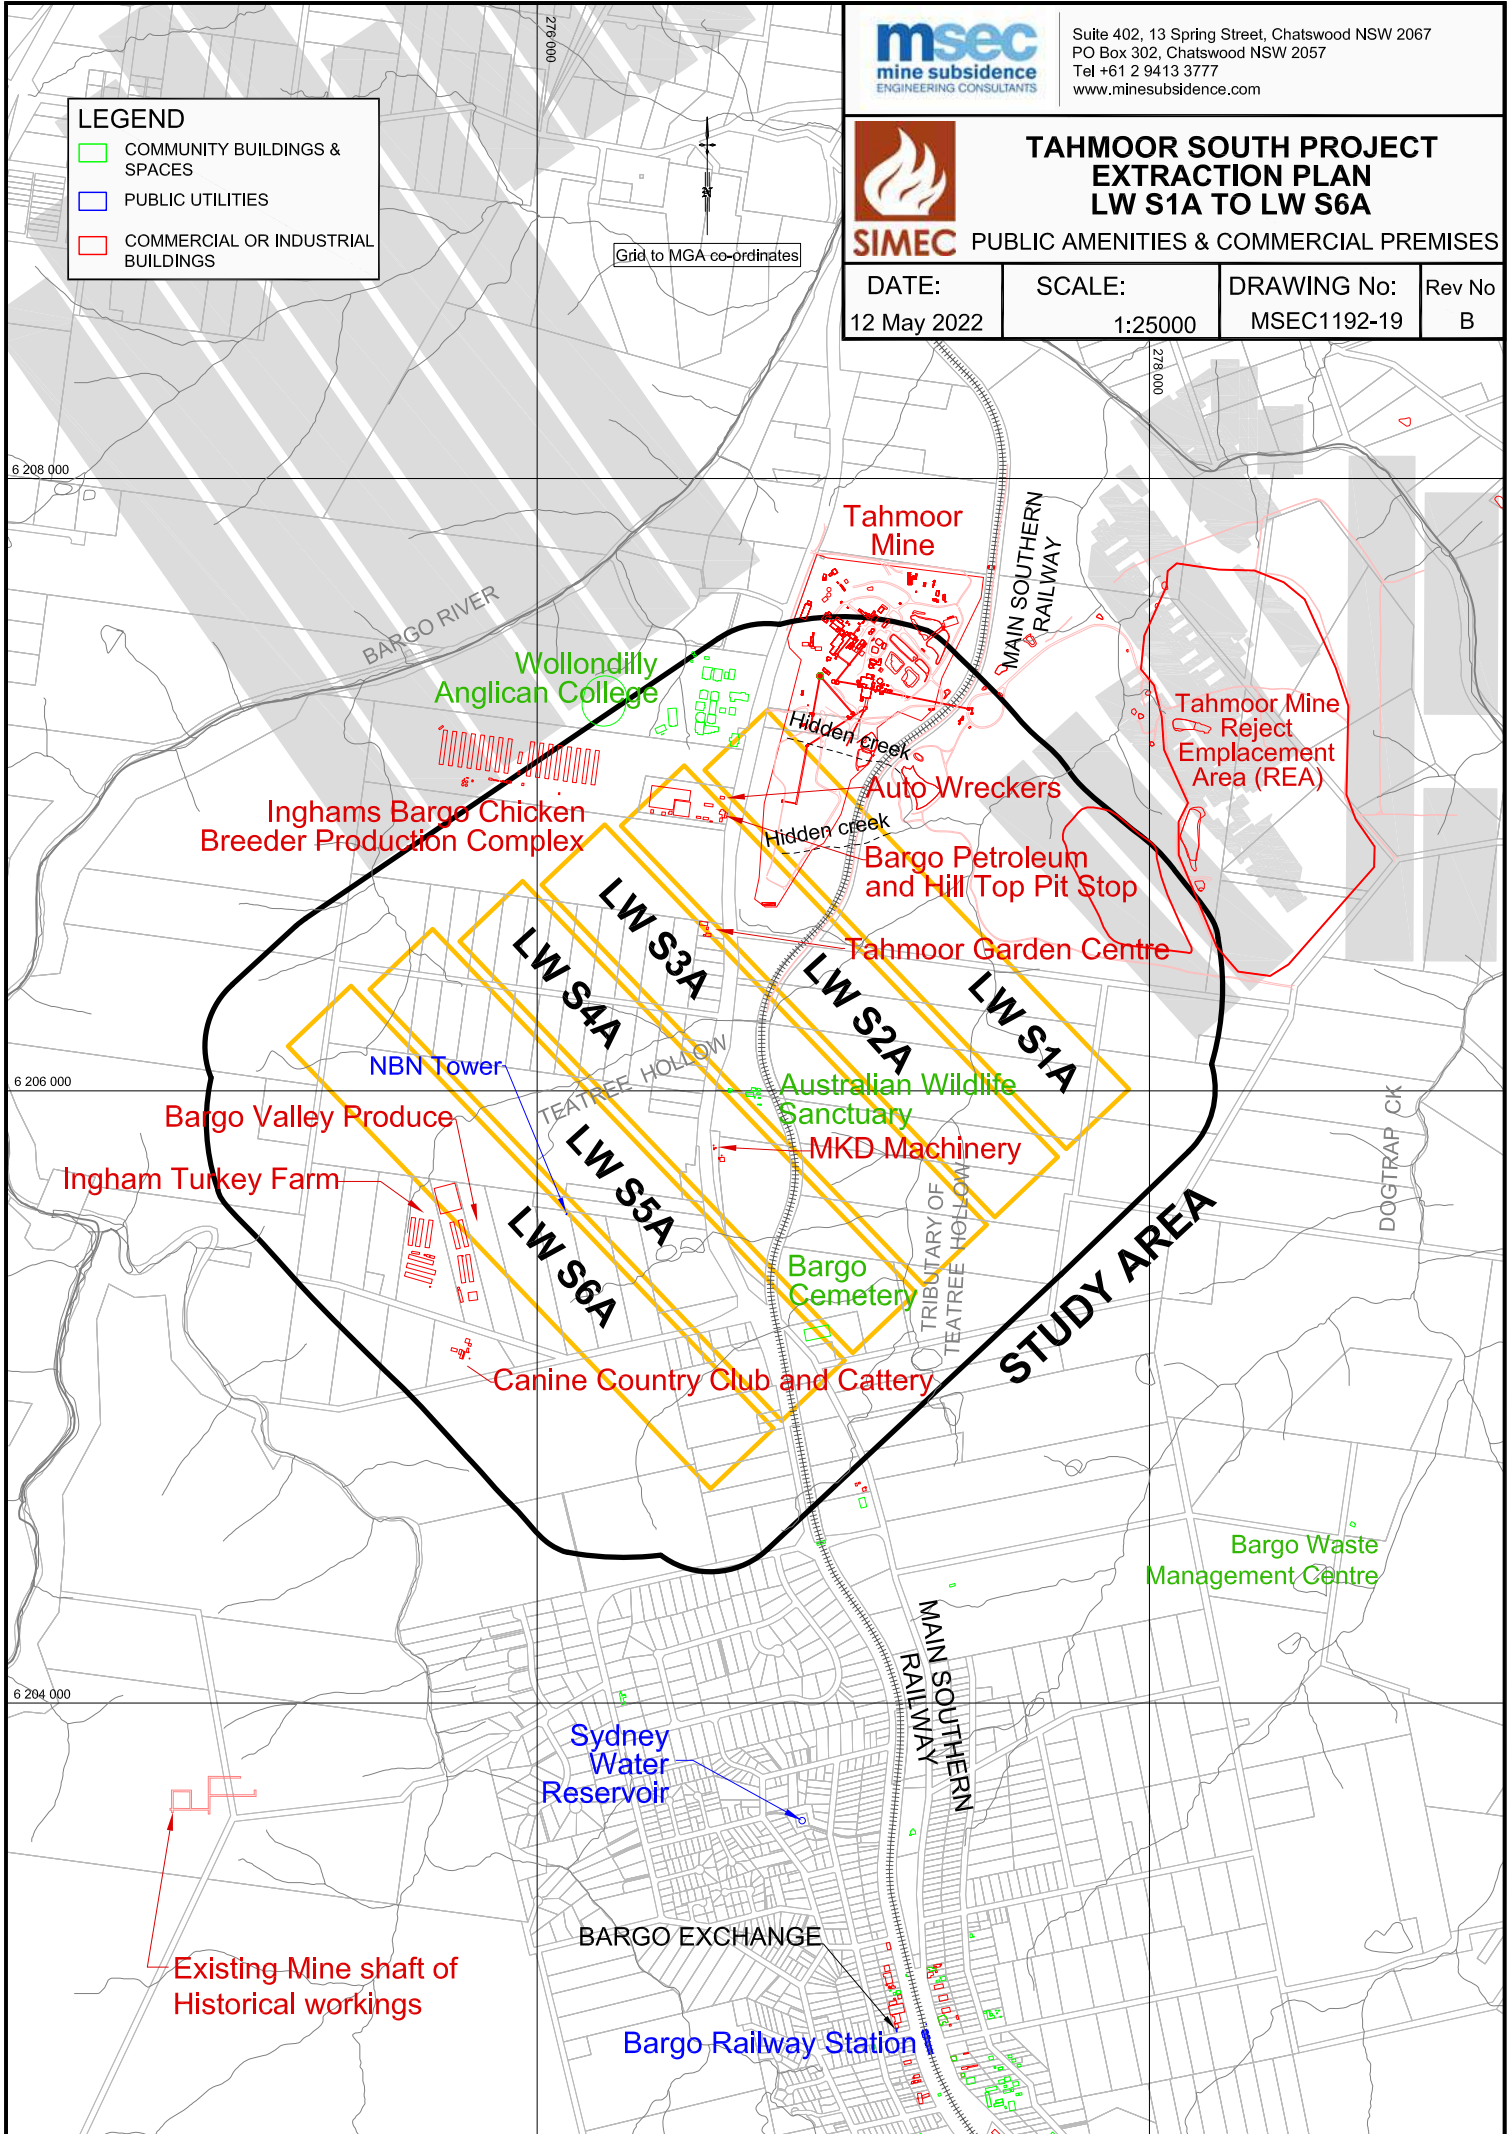 276 000
msec
mine subsidence
ENGINEERING CONSULTANTS
Suite 402, 13 Spring Street, Chatswood NSW 2067
PO Box 302, Chatswood NSW 2057
Tel +61 2 9413 3777
www.minesubsidence.com
LEGEND
COMMUNITY BUILDINGS &
SPACES
PUBLIC UTILITIES
COMMERCIAL OR INDUSTRIAL
BUILDINGS
N
Grid to MGA co-ordinates
SIMEC
TAHMOOR SOUTH PROJECT
EXTRACTION PLAN
LW S1A TO LW S6A
PUBLIC AMENITIES & COMMERCIAL PREMISES
DATE:
12 May 2022
SCALE:
1:25000
DRAWING No:
MSEC1192-19
Rev No
B
278 000
6 208 000
Tahmoor
Mine
MAIN SOUTHERN
RAILWAY
BARGO RIVER
Wollondilly
Anglican College
Tahmoor Mine
Reject
Emplacement
Area (REA)
Hidden creek
Auto Wreckers
Inghams Bargo Chicken
Breeder Production Complex
Hidden creek
Bargo Petroleum
and Hill Top Pit Stop
Tahmoor Garden Centre
LW S3A
LW S4A
LW S2A
LW S1A
NBN Tower
TEATREE HOLLOW
6 206 000
Australian Wildlife
Sanctuary
Bargo Valley Produce
MKD Machinery
Ingham Turkey Farm
LW S5A
LW S6A
DOGTRAP CK
TRIBUTARY OF
TEATREE HOLLOW
STUDY AREA
Bargo
Cemetery
Canine Country Club and Cattery
Bargo Waste
Management Centre
MAIN SOUTHERN
RAILWAY
6 204 000
Sydney
Water
Reservoir
BARGO EXCHANGE
Existing Mine shaft of
Historical workings
Bargo Railway Station